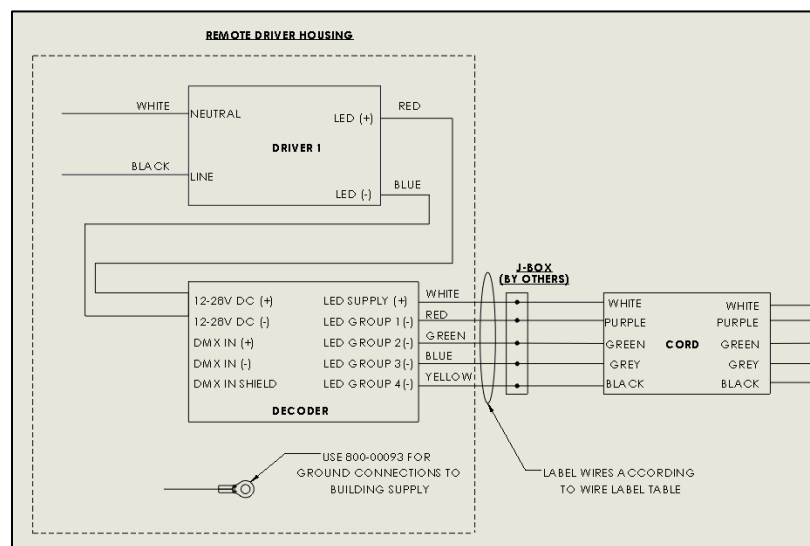 REMOTE DRIVER HOUSING
WHITE
NEUTRAL
LED (+)
RED
DRIVER 1
BLACK
LINE
LED (-)
BLUE
12-28V DC (+)
12-28V DC (-)
DMX IN (+)
DMX IN (-)
DMX IN SHIELD
LED SUPPLY (+)
LED GROUP 1 (-)
LED GROUP 2 (-)
LED GROUP 3 (-)
LED GROUP 4 (-)
DECODER
WHITE
RED
GREEN
BLUE
YELLOW
J-BOX
(BY OTHERS)
WHITE
PURPLE
GREEN
GREY
BLACK
CORD
WHITE
PURPLE
GREEN
GREY
BLACK
USE 800-00093 FOR
GROUND CONNECTIONS TO
BUILDING SUPPLY
LABEL WIRES ACCORDING
TO WIRE LABEL TABLE